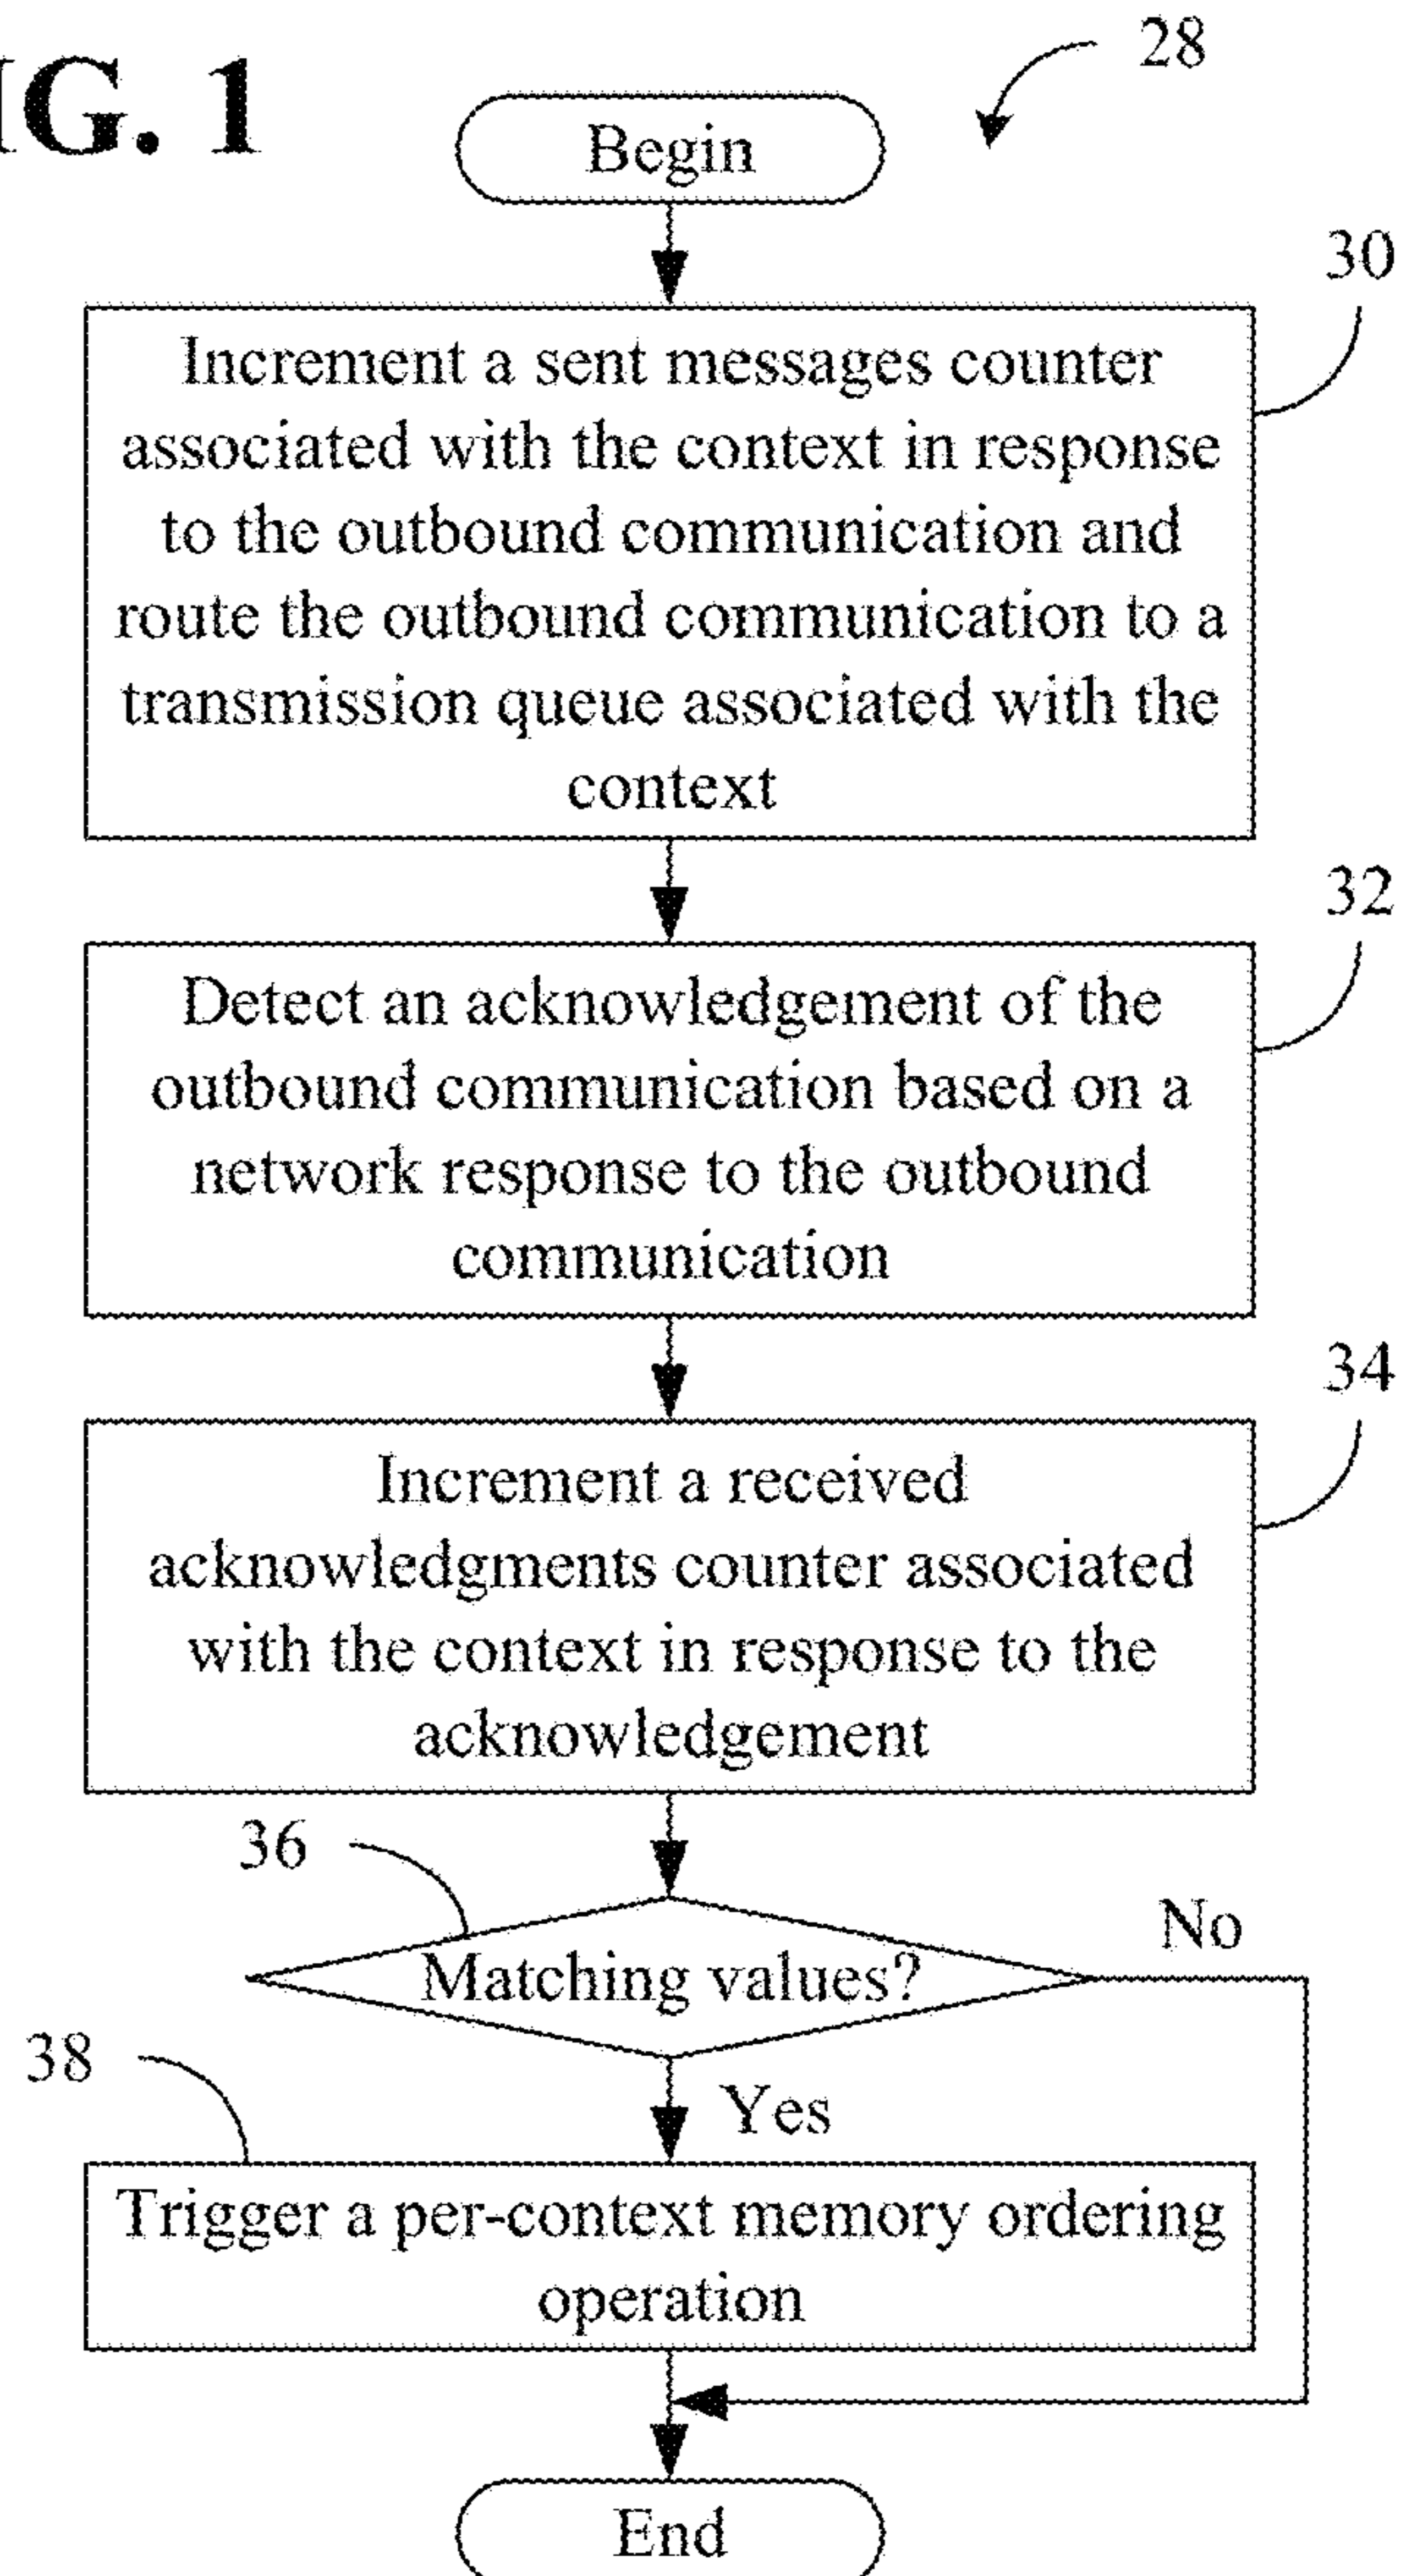 IG. 1
28
Begin
30
Increment a sent messages counter
associated with the context in response
to the outbound communication and
route the outbound communication to a
transmission queue associated with the
context
32
Detect an acknowledgement of the
outbound communication based on a
network response to the outbound
communication
34
Increment a received
acknowledgments counter associated
with the context in response to the
acknowledgement
36
No
Matching values?
38
Yes
Trigger a per-context memory ordering
operation
End